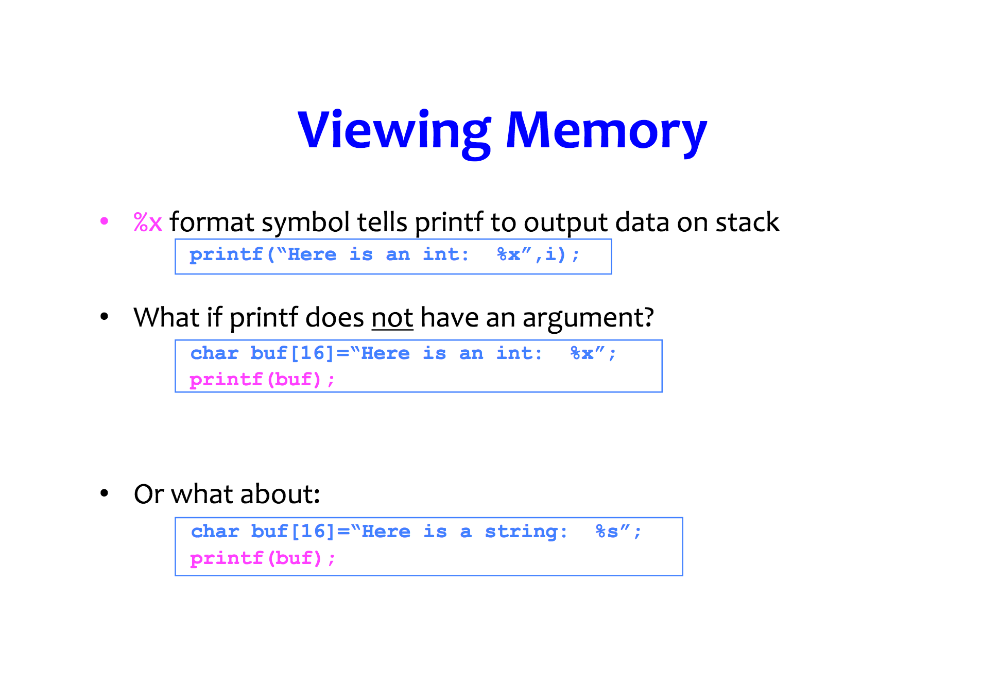 Viewing Memory
• %x format symbol tells printf to output data on stack
printf(“Here is an int:  %x”,i);
• What if printf does not have an argument?
char buf[16]=“Here is an int:  %x”;
printf(buf);
• Or what about:
char buf[16]=“Here is a string:  %s”;
printf(buf);